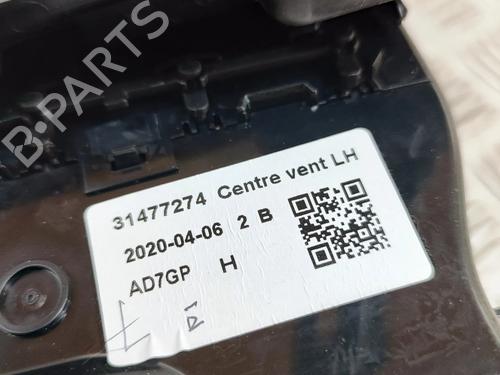 B-PARTS
31477274 Centre vent LH
2020-04-06 2 B
AD7GP H